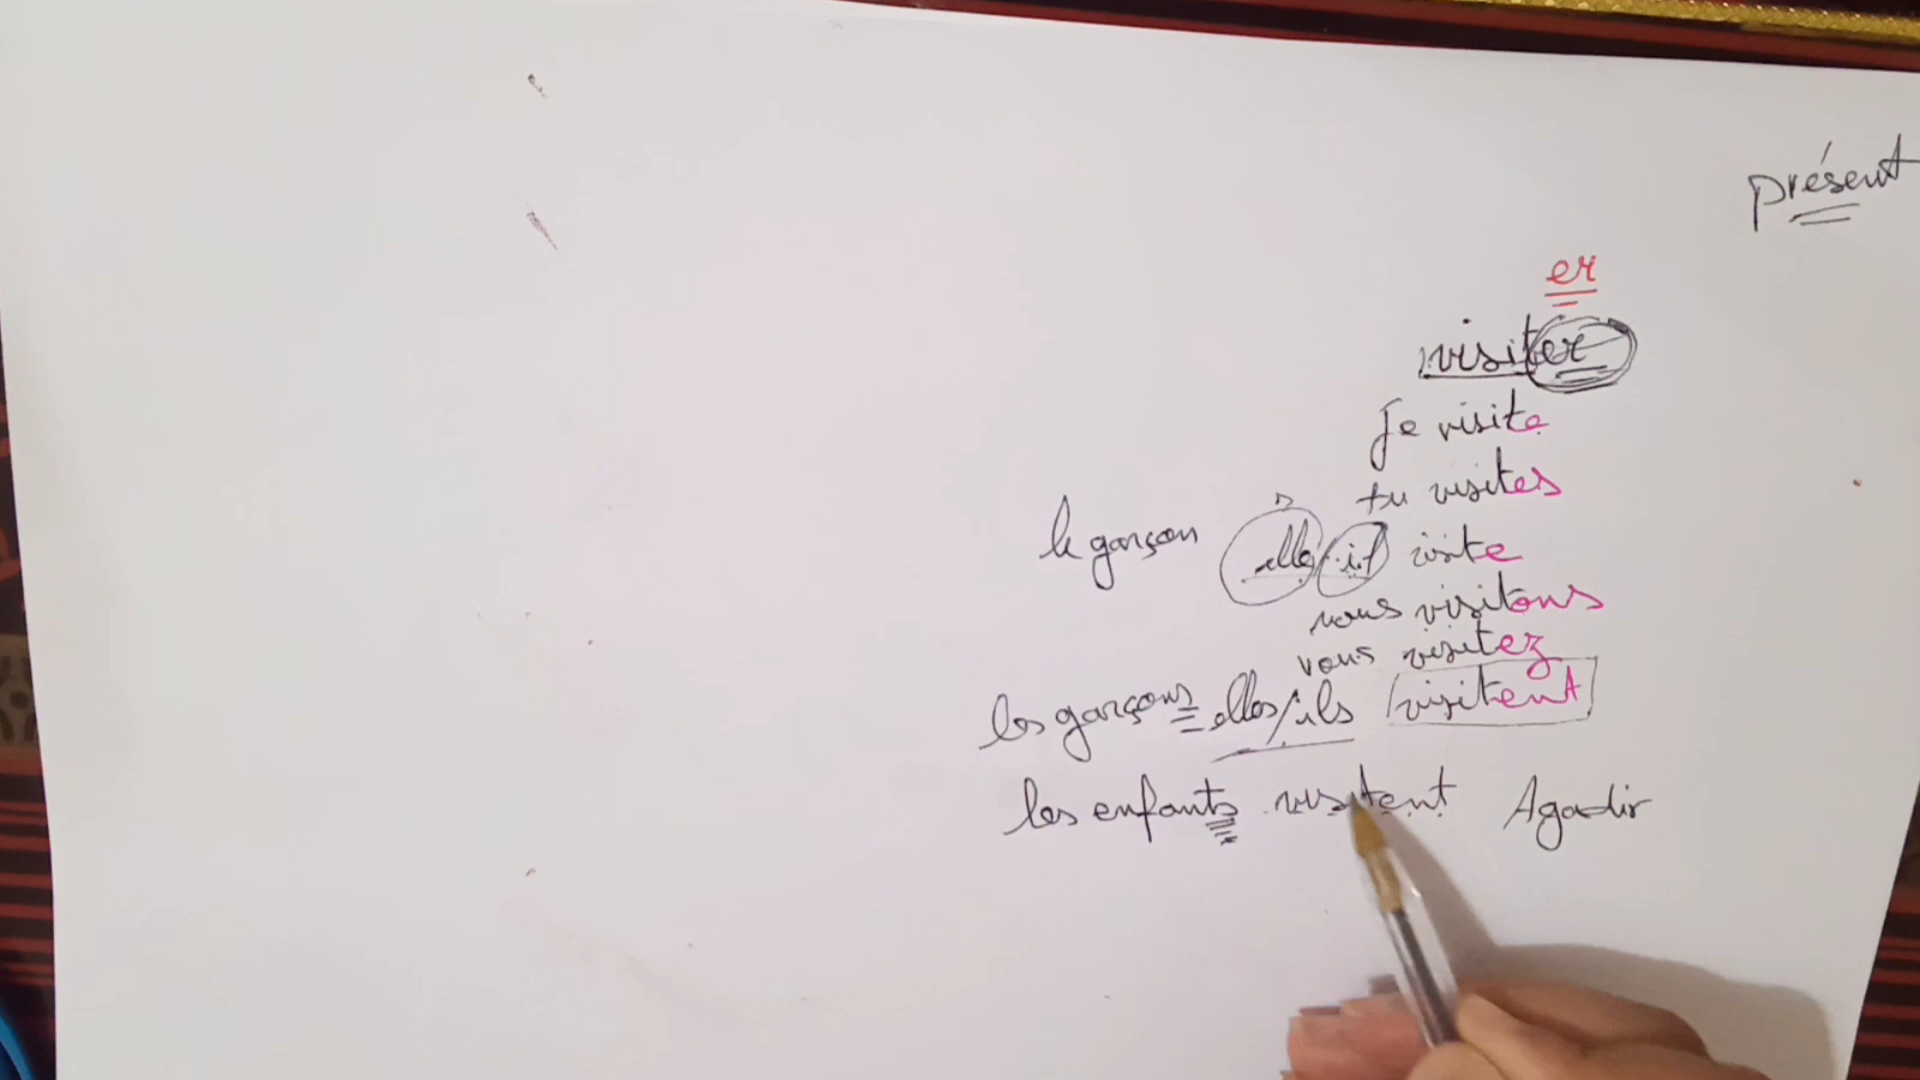 présent
er
visiter
Je visite
tu visites
le garçon elle il visite
nous visitons
vous visitez
les garçons elles/ils visitent
les enfants visitent Agadir